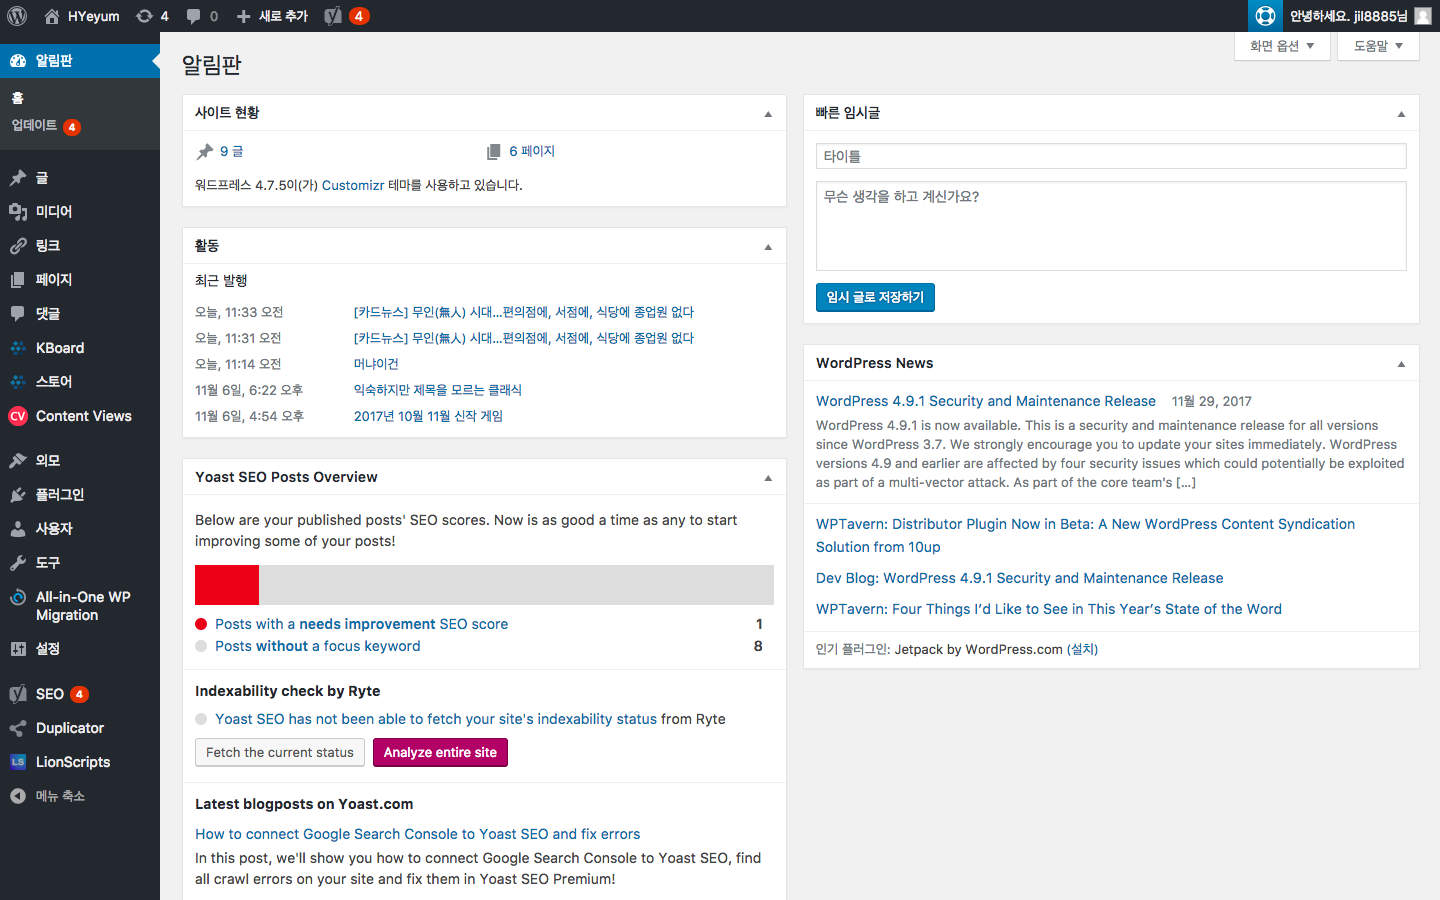 HYeyum 4 0 새로 추가 4 안녕하세요. jil8885님
알림판
홈
업데이트 4
글
미디어
링크
페이지
댓글
KBoard
스토어
CV Content Views
외모
플러그인
사용자
도구
All-in-One WP
Migration
설정
SEO 4
Duplicator
LS LionScripts
메뉴 축소
화면 옵션 도움말
알림판
사이트 현황
9 글 6 페이지
워드프레스 4.7.5이(가) Customizr 테마를 사용하고 있습니다.
활동
최근 발행
오늘, 11:33 오전 [카드뉴스] 무인(無人) 시대…편의점에, 서점에, 식당에 종업원 없다
오늘, 11:31 오전 [카드뉴스] 무인(無人) 시대…편의점에, 서점에, 식당에 종업원 없다
오늘, 11:14 오전 머냐이건
11월 6일, 6:22 오후 익숙하지만 제목을 모르는 클래식
11월 6일, 4:54 오후 2017년 10월 11월 신작 게임
Yoast SEO Posts Overview
Below are your published posts' SEO scores. Now is as good a time as any to start
improving some of your posts!
Posts with a needs improvement SEO score 1
Posts without a focus keyword 8
Indexability check by Ryte
Yoast SEO has not been able to fetch your site's indexability status from Ryte
Fetch the current status Analyze entire site
Latest blogposts on Yoast.com
How to connect Google Search Console to Yoast SEO and fix errors
In this post, we'll show you how to connect Google Search Console to Yoast SEO, find
all crawl errors on your site and fix them in Yoast SEO Premium!
빠른 임시글
타이틀
무슨 생각을 하고 계신가요?
임시 글로 저장하기
WordPress News
WordPress 4.9.1 Security and Maintenance Release 11월 29, 2017
WordPress 4.9.1 is now available. This is a security and maintenance release for all versions
since WordPress 3.7. We strongly encourage you to update your sites immediately. WordPress
versions 4.9 and earlier are affected by four security issues which could potentially be exploited
as part of a multi-vector attack. As part of the core team's […]
WPTavern: Distributor Plugin Now in Beta: A New WordPress Content Syndication
Solution from 10up
Dev Blog: WordPress 4.9.1 Security and Maintenance Release
WPTavern: Four Things I’d Like to See in This Year’s State of the Word
인기 플러그인: Jetpack by WordPress.com (설치)